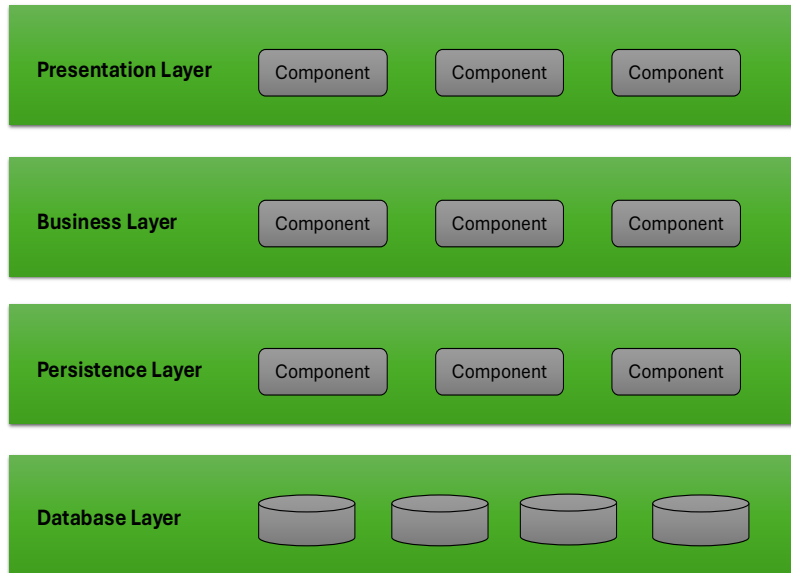 Presentation Layer
Component
Component
Component
Business Layer
Component
Component
Component
Persistence Layer
Component
Component
Component
Database Layer